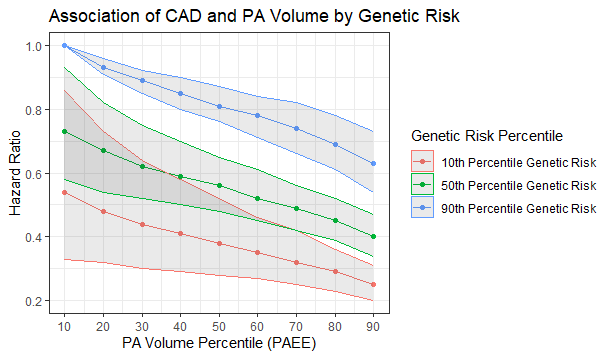 Association of CAD and PA Volume by Genetic Risk
Hazard Ratio
1.0
0.8
0.6
0.4
0.2
10 20 30 40 50 60 70 80 90
PA Volume Percentile (PAEE)
Genetic Risk Percentile
10th Percentile Genetic Risk
50th Percentile Genetic Risk
90th Percentile Genetic Risk